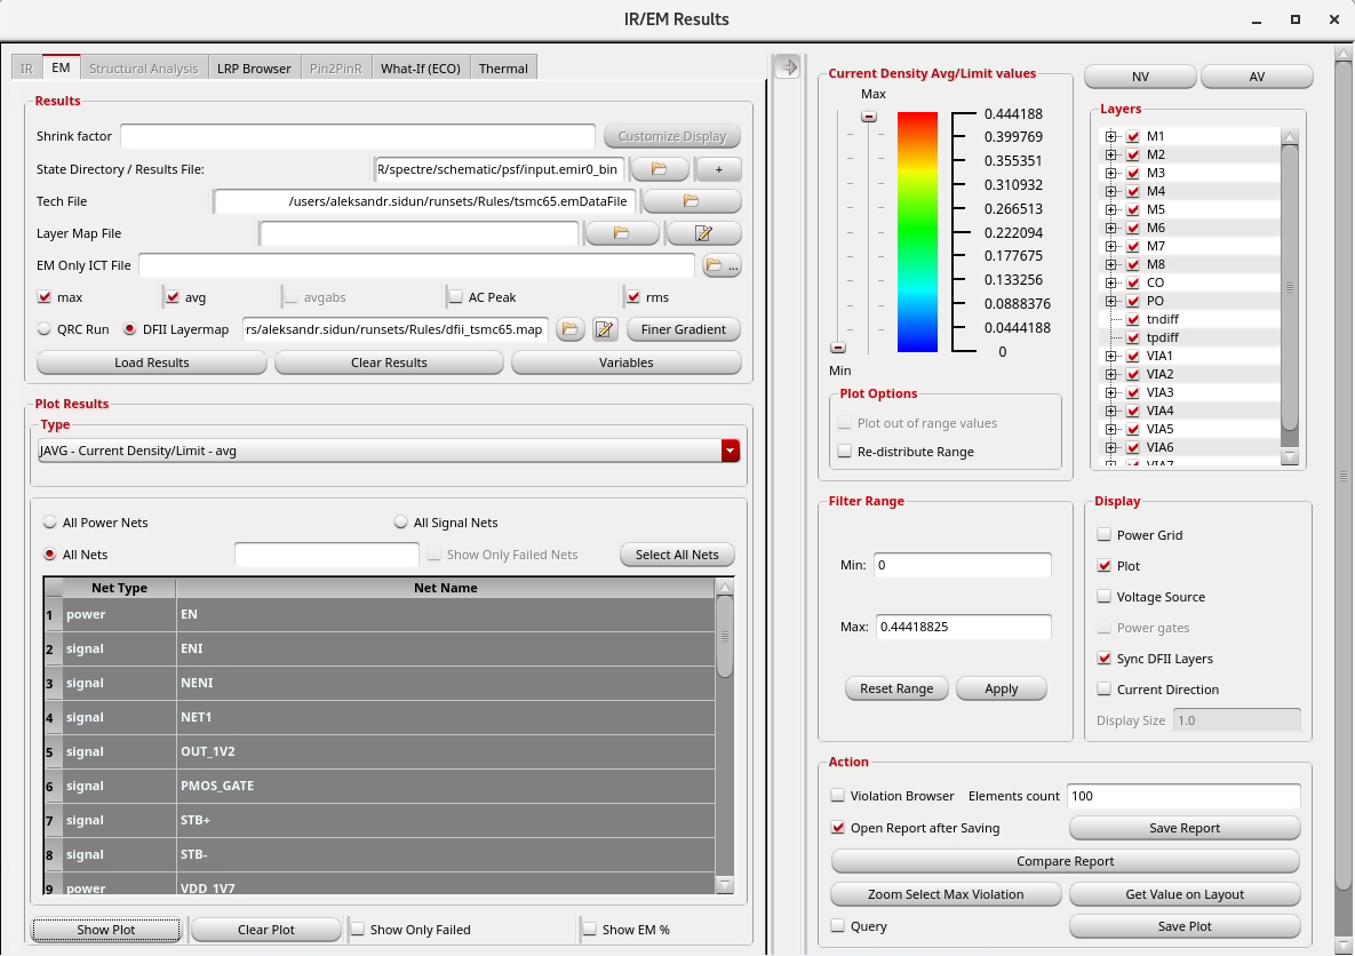 IR/EM Results
IR EM Structural Analysis LRP Browser Pin2PinR What-If (ECO) Thermal
Results
Shrink factor Customize Display
State Directory / Results File: R/spectre/schematic/psf/input.emir0_bin +
Tech File /users/aleksandr.sidun/runsets/Rules/tsmc65.emDataFile
Layer Map File
EM Only ICT File ...
max avg avgabs AC Peak rms
QRC Run DFII Layermap rs/aleksandr.sidun/runsets/Rules/dfii_tsmc65.map Finer Gradient
Load Results Clear Results Variables
Plot Results
Type
JAVG - Current Density/Limit - avg
All Power Nets All Signal Nets
All Nets Show Only Failed Nets Select All Nets
Net Type Net Name
1 power EN
2 signal ENI
3 signal NENI
4 signal NET1
5 signal OUT_1V2
6 signal PMOS_GATE
7 signal STB+
8 signal STB-
9 power VDD_1V7
Show Plot Clear Plot Show Only Failed Show EM %
Current Density Avg/Limit values
Max
0.444188
0.399769
0.355351
0.310932
0.266513
0.222094
0.177675
0.133256
0.0888376
0.0444188
0
Min
Plot Options
Plot out of range values
Re-distribute Range
NV AV
Layers
M1
M2
M3
M4
M5
M6
M7
M8
CO
PO
tndiff
tpdiff
VIA1
VIA2
VIA3
VIA4
VIA5
VIA6
VIA7
Filter Range
Min: 0
Max: 0.44418825
Reset Range Apply
Display
Power Grid
Plot
Voltage Source
Power gates
Sync DFII Layers
Current Direction
Display Size 1.0
Action
Violation Browser Elements count 100
Open Report after Saving Save Report
Compare Report
Zoom Select Max Violation Get Value on Layout
Query Save Plot